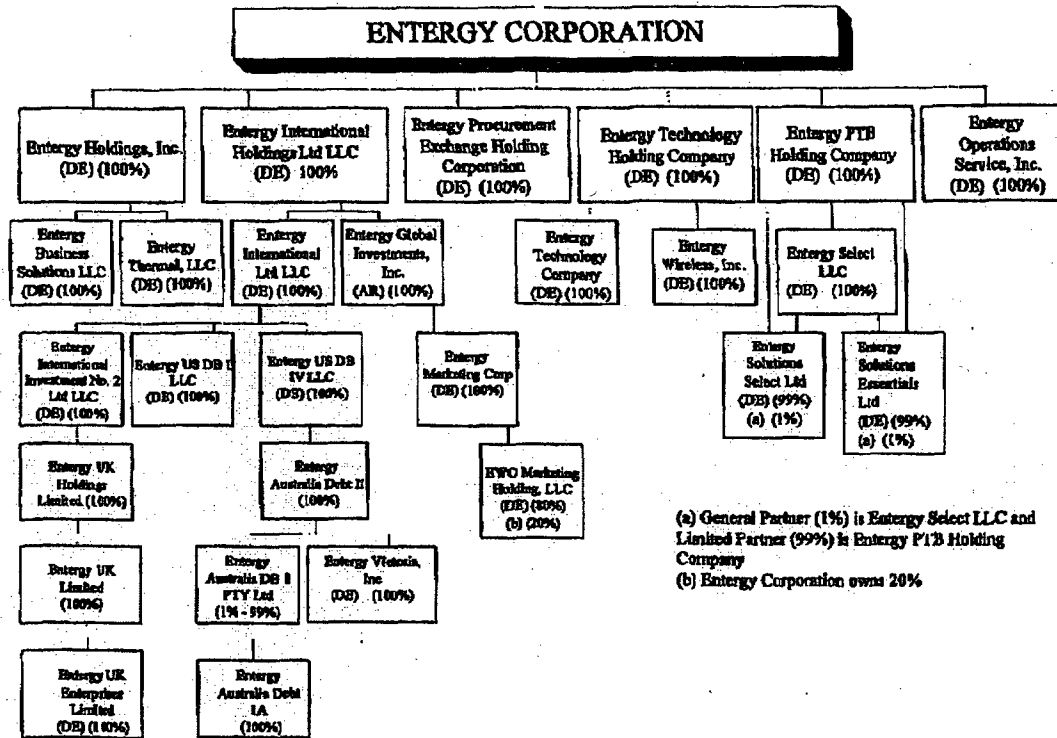 ENTERGY CORPORATION
Entergy Holdings, Inc.
(DE) (100%)
Entergy International
Holdings Ltd LLC
(DE) 100%
Entergy Procurement
Exchange Holding
Corporation
(DE) (100%)
Entergy Technology
Holding Company
(DE) (100%)
Entergy PTB
Holding Company
(DE) (100%)
Entergy
Operations
Service, Inc.
(DE) (100%)
Entergy
Business
Solutions LLC
(DE) (100%)
Entergy
Thermal, LLC
(DE) (100%)
Entergy
International
Ltd LLC
(DE) (100%)
Entergy Global
Investments,
Inc.
(AR) (100%)
Entergy
Technology
Company
(DE) (100%)
Entergy
Wireless, Inc.
(DE) (100%)
Entergy Select
LLC
(DE) (100%)
Entergy
International
Investment No. 2
Ltd LLC
(DE) (100%)
Entergy US DB I
LLC
(DE) (100%)
Entergy US DB
IV LLC
(DE) (100%)
Entergy
Marketing Corp
(DE) (100%)
Entergy
Solutions
Select Ltd
(DE) (99%)
(a) (1%)
Entergy
Solutions
Essentials
Ltd
(DE) (99%)
(a) (1%)
Entergy UK
Holdings
Limited (100%)
Entergy
Australia Debt II
(100%)
EWO Marketing
Holding, LLC
(DE) (80%)
(b) (20%)
(a) General Partner (1%) is Entergy Select LLC and
Limited Partner (99%) is Entergy PTB Holding
Company
(b) Entergy Corporation owns 20%
Entergy UK
Limited
(100%)
Entergy
Australia DB I
PTY Ltd
(1% - 99%)
Entergy Victoria,
Inc
(DE) (100%)
Entergy UK
Enterprises
Limited
(DE) (100%)
Entergy
Australia Debt
IA
(100%)